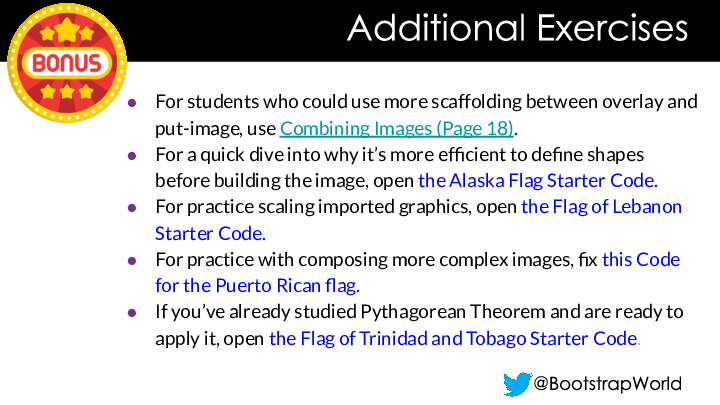 Additional Exercises
BONUS
● For students who could use more scaffolding between overlay and
put-image, use Combining Images (Page 18).
● For a quick dive into why it’s more efficient to define shapes
before building the image, open the Alaska Flag Starter Code.
● For practice scaling imported graphics, open the Flag of Lebanon
Starter Code.
● For practice with composing more complex images, fix this Code
for the Puerto Rican flag.
● If you’ve already studied Pythagorean Theorem and are ready to
apply it, open the Flag of Trinidad and Tobago Starter Code.
@BootstrapWorld